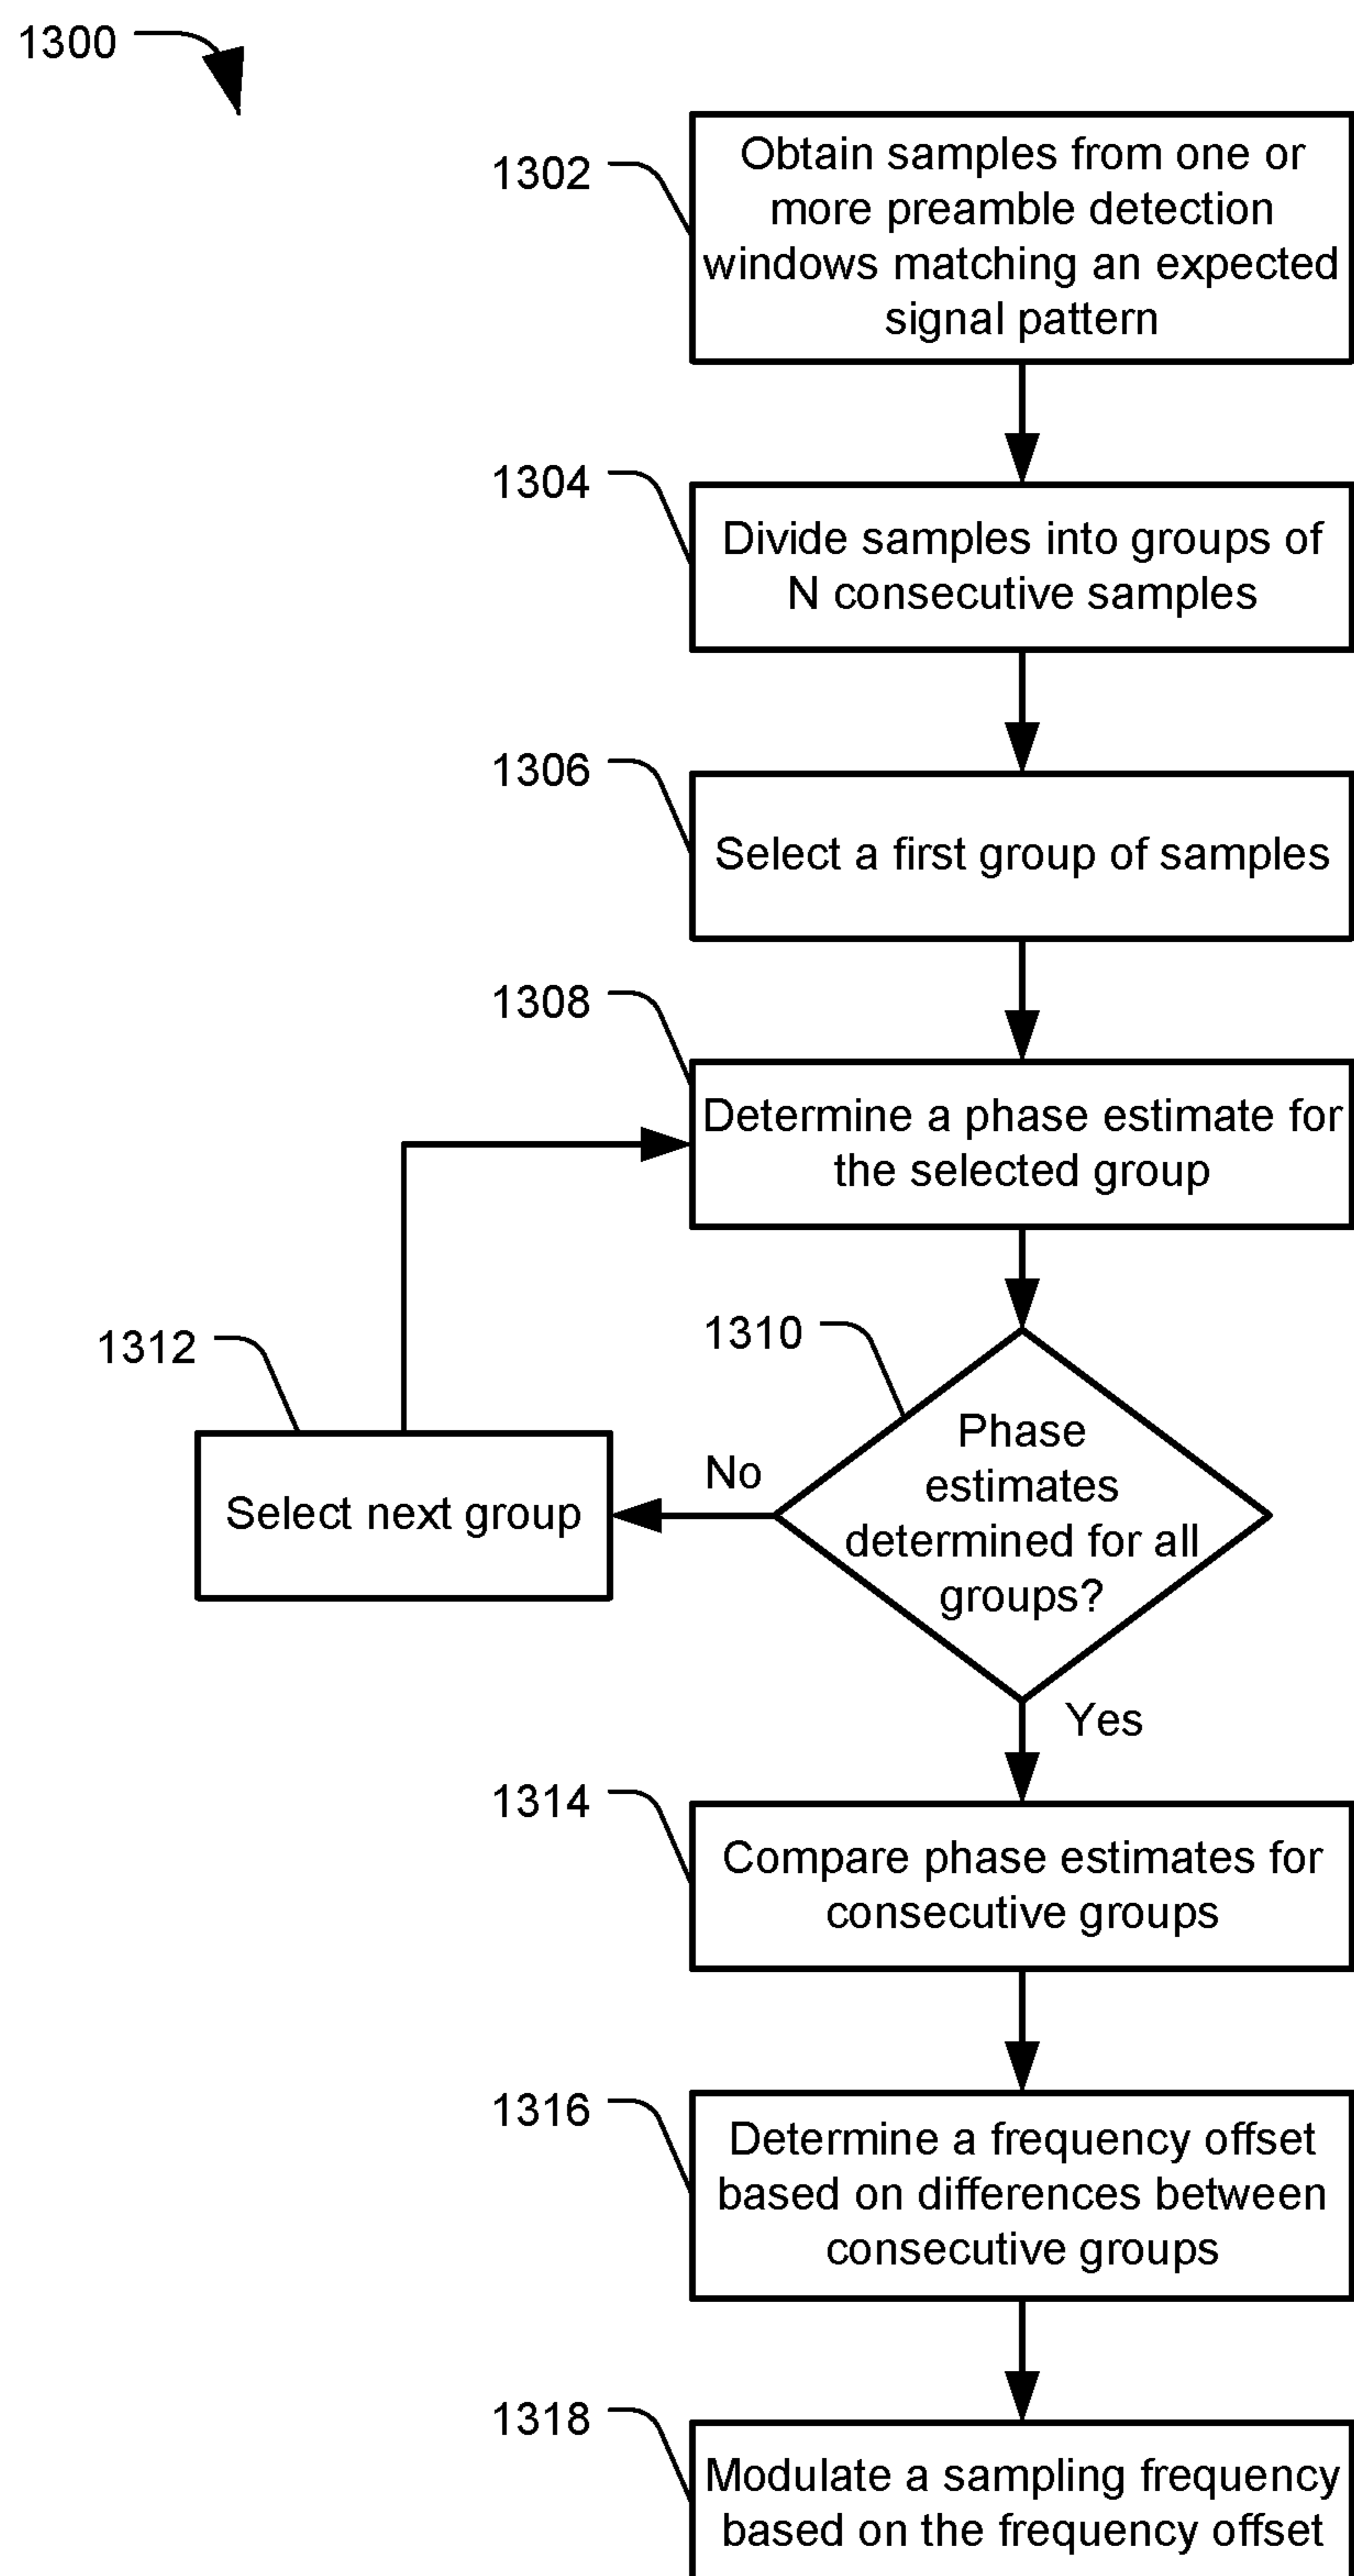 1300
1302
Obtain samples from one or
more preamble detection
windows matching an expected
signal pattern
1304
Divide samples into groups of
N consecutive samples
1306
Select a first group of samples
1308
Determine a phase estimate for
the selected group
1310
Phase
estimates
determined for all
groups?
No
1312
Select next group
Yes
1314
Compare phase estimates for
consecutive groups
1316
Determine a frequency offset
based on differences between
consecutive groups
1318
Modulate a sampling frequency
based on the frequency offset